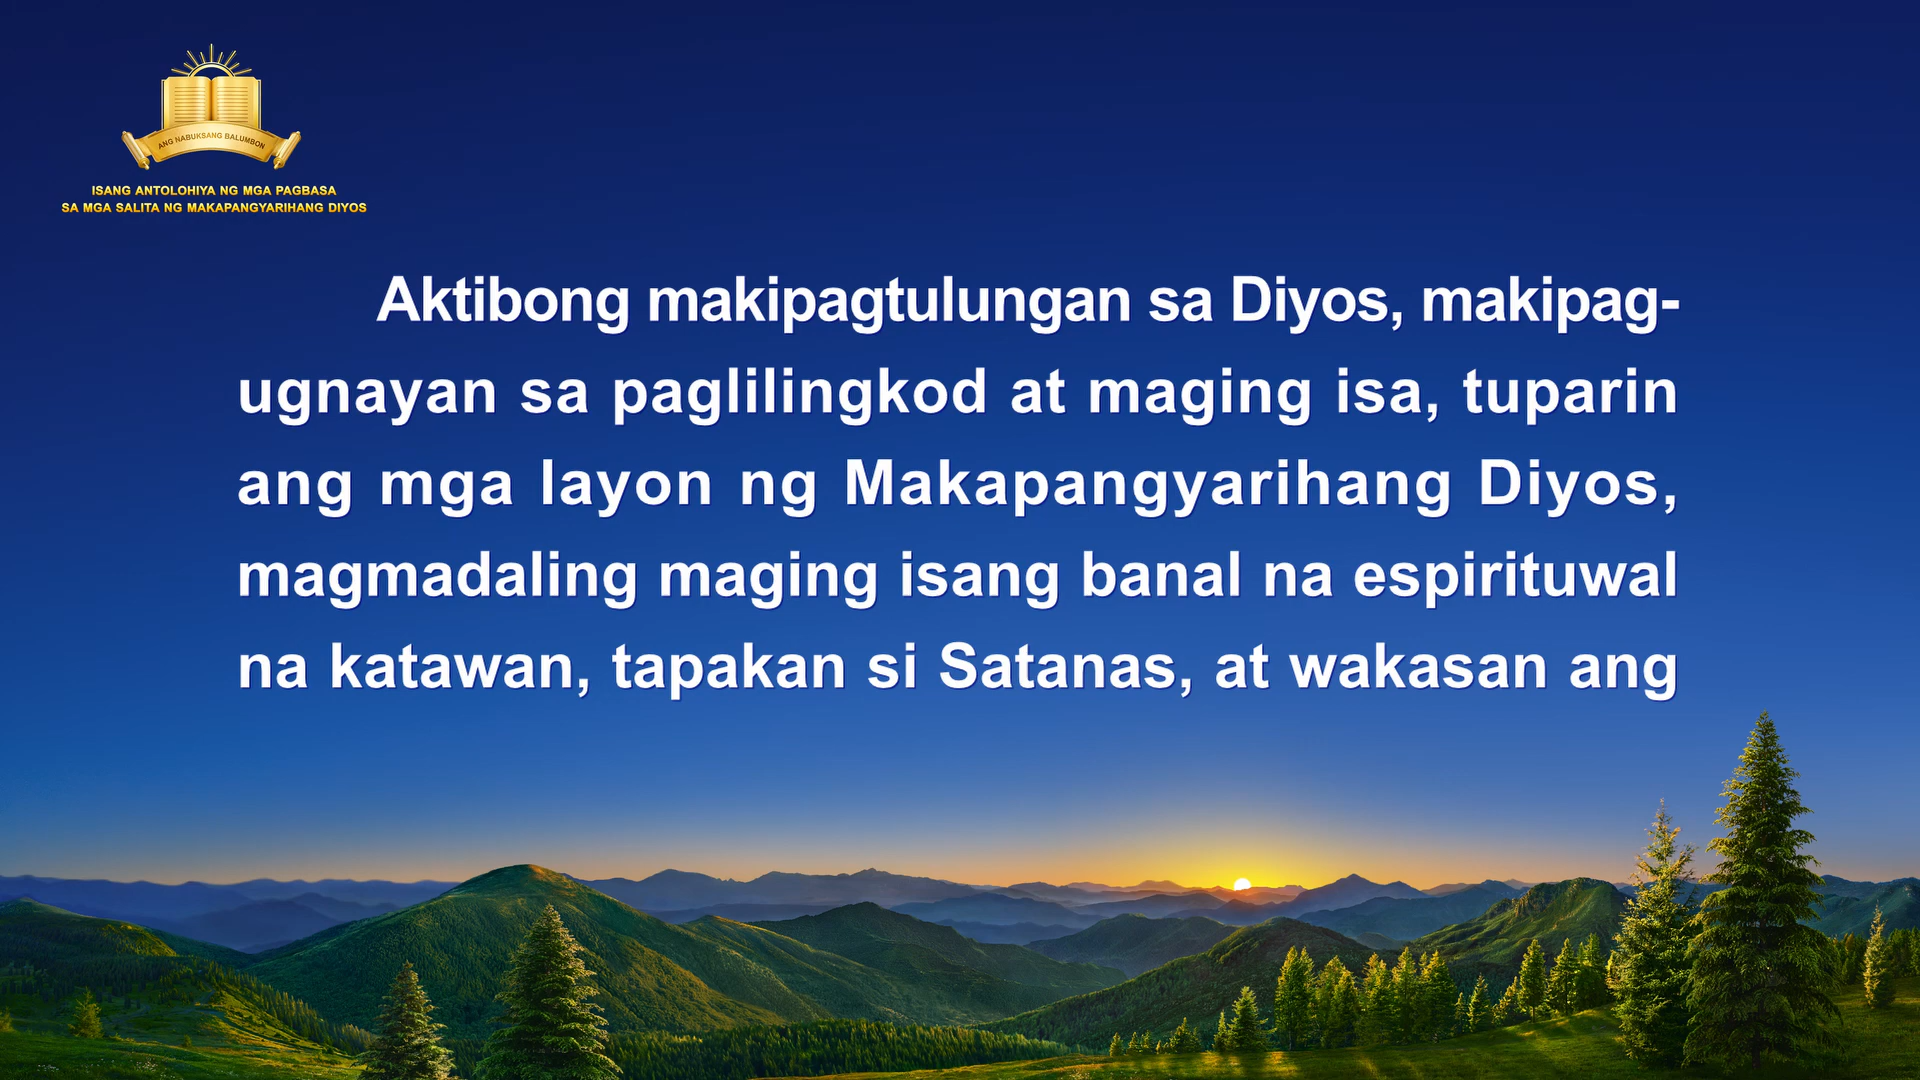 ANG NABUKSANG BALUMBON
ISANG ANTOLOHIYA NG MGA PAGBASA
SA MGA SALITA NG MAKAPANGYARIHANG DIYOS
Aktibong makipagtulungan sa Diyos, makipag-
ugnayan sa paglilingkod at maging isa, tuparin
ang mga layon ng Makapangyarihang Diyos,
magmadaling maging isang banal na espirituwal
na katawan, tapakan si Satanas, at wakasan ang